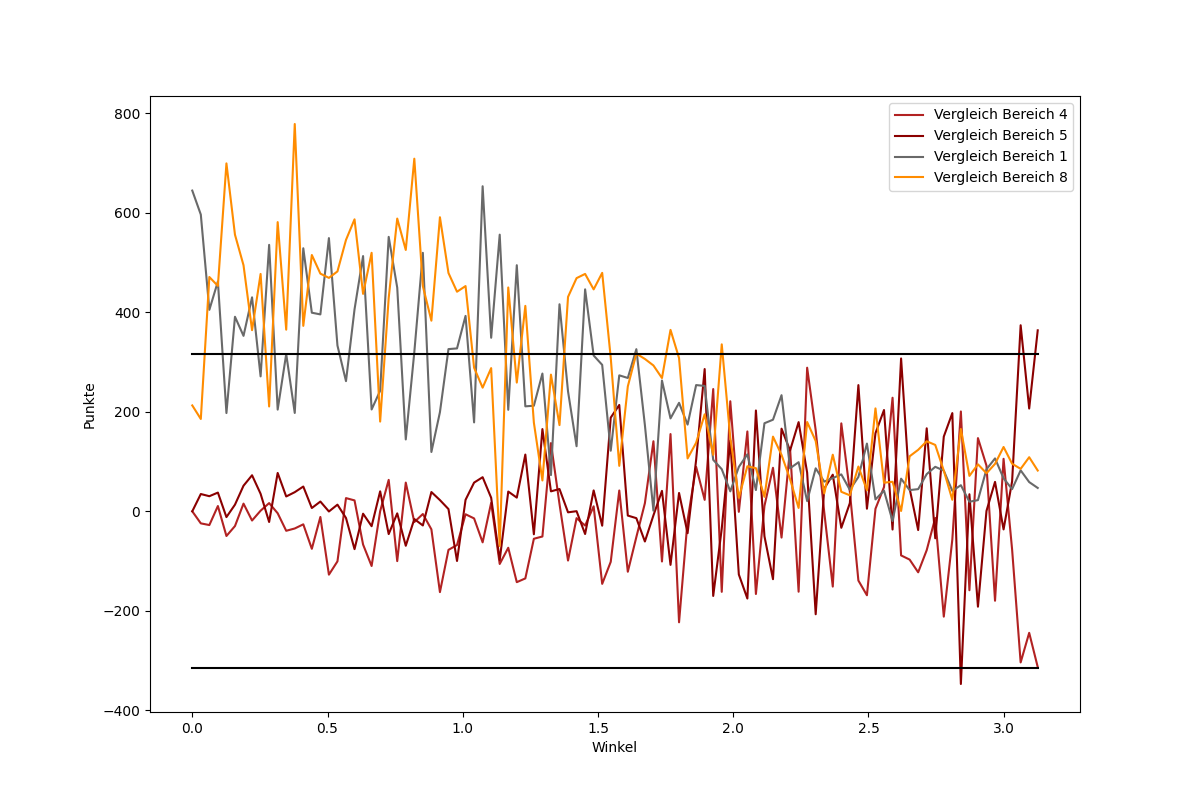 Vergleich Bereich 4
Vergleich Bereich 5
Vergleich Bereich 1
Vergleich Bereich 8
800
600
400
200
0
−200
−400
Punkte
0.0 0.5 1.0 1.5 2.0 2.5 3.0
Winkel